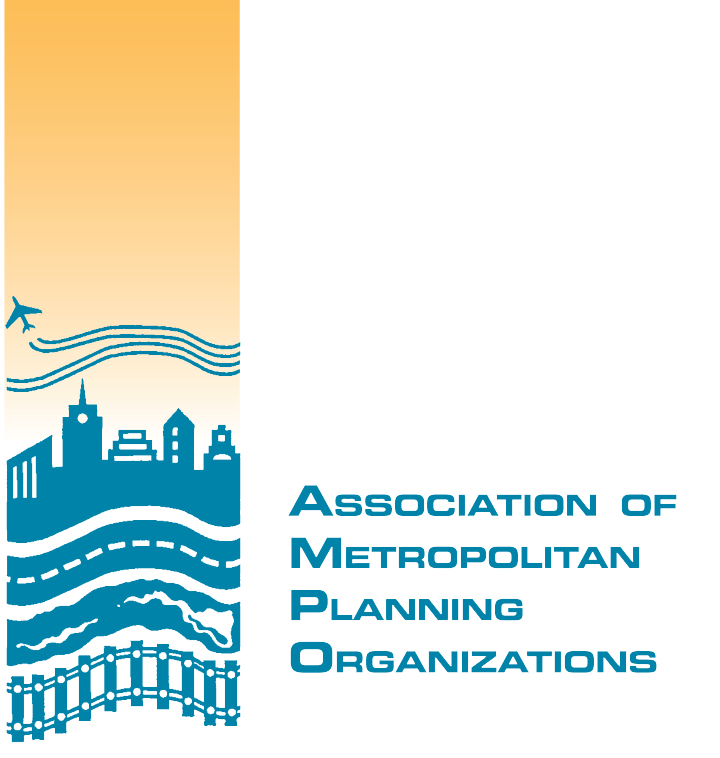 ASSOCIATION OF
METROPOLITAN
PLANNING
ORGANIZATIONS